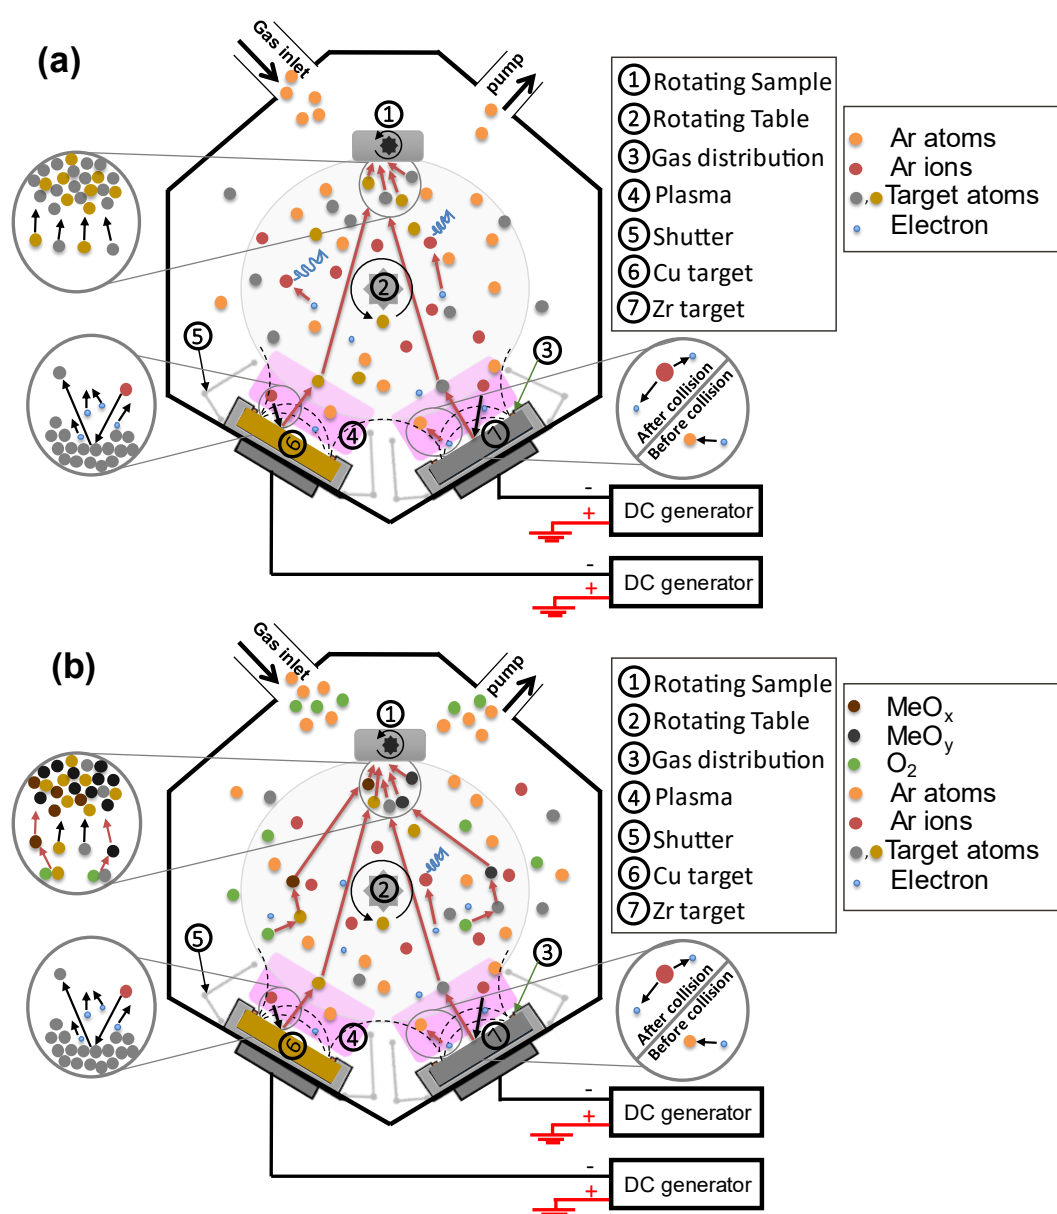 (a)
Gas inlet
pump
1
① Rotating Sample
② Rotating Table
③ Gas distribution
④ Plasma
⑤ Shutter
⑥ Cu target
⑦ Zr target
Ar atoms
Ar ions
, Target atoms
Electron
2
5
3
4
6
7
After collision
Before collision
-
+
DC generator
-
+
DC generator
(b)
Gas inlet
pump
1
① Rotating Sample
② Rotating Table
③ Gas distribution
④ Plasma
⑤ Shutter
⑥ Cu target
⑦ Zr target
MeOₓ
MeOᵧ
O₂
Ar atoms
Ar ions
, Target atoms
Electron
2
5
3
4
6
7
After collision
Before collision
-
+
DC generator
-
+
DC generator